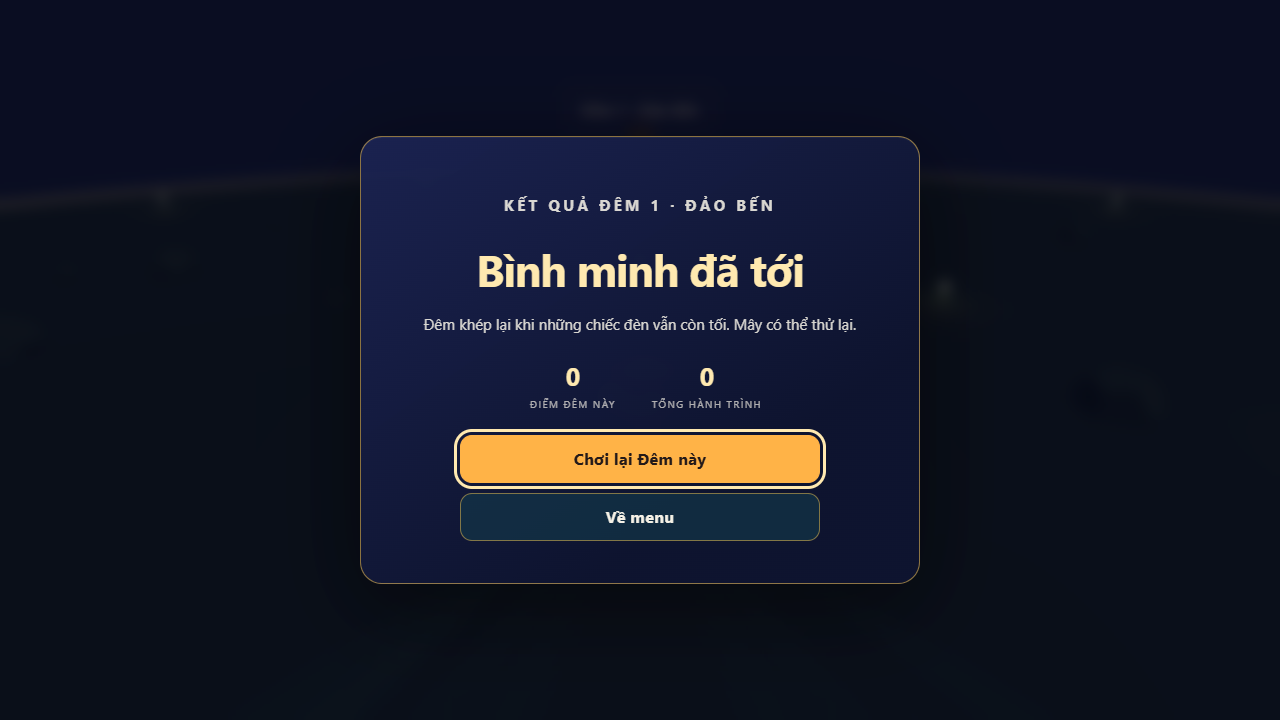 KẾT QUẢ ĐÊM 1 · ĐẢO BẾN
Bình minh đã tới
Đêm khép lại khi những chiếc đèn vẫn còn tối. Mây có thể thử lại.
0 0
ĐIỂM ĐÊM NÀY TỔNG HÀNH TRÌNH
Chơi lại Đêm này
Về menu